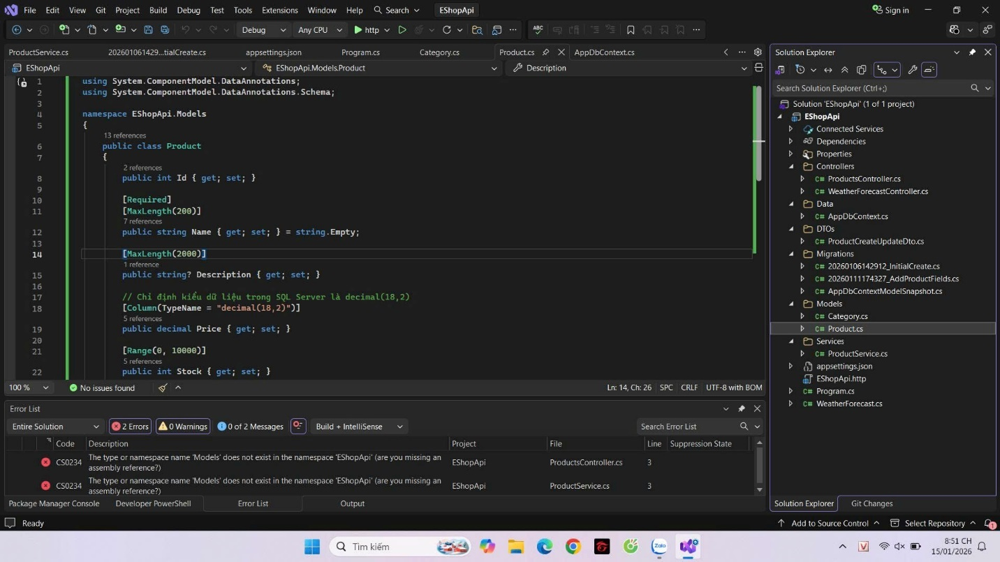 File Edit View Git Project Build Debug Test Tools Extensions Window Help Search EShopApi Sign in
Debug Any CPU http
ProductService.cs 202601061429...tialCreate.cs appsettings.json Program.cs Category.cs Product.cs AppDbContext.cs
EShopApi EShopApi.Models.Product Description
1 using System.ComponentModel.DataAnnotations;
2 using System.ComponentModel.DataAnnotations.Schema;
3
4 namespace EShopApi.Models
5 {
13 references
6 public class Product
7 {
2 references
8 public int Id { get; set; }
9
10 [Required]
11 [MaxLength(200)]
7 references
12 public string Name { get; set; } = string.Empty;
13
14 [MaxLength(2000)]
1 reference
15 public string? Description { get; set; }
16
17 // Chỉ định kiểu dữ liệu trong SQL Server là decimal(18,2)
18 [Column(TypeName = "decimal(18,2)")]
5 references
19 public decimal Price { get; set; }
20
21 [Range(0, 10000)]
5 references
22 public int Stock { get; set; }
100 % No issues found Ln: 14, Ch: 26 SPC CRLF UTF-8 with BOM
Error List
Entire Solution 2 Errors 0 Warnings 0 of 2 Messages Build + IntelliSense Search Error List
Code Description Project File Line Suppression State
CS0234 The type or namespace name 'Models' does not exist in the namespace 'EShopApi' (are you missing an EShopApi ProductsController.cs 3
assembly reference?)
CS0234 The type or namespace name 'Models' does not exist in the namespace 'EShopApi' (are you missing an EShopApi ProductService.cs 3
assembly reference?)
Package Manager Console Developer PowerShell Error List Output
Solution Explorer
Search Solution Explorer (Ctrl+;)
Solution 'EShopApi' (1 of 1 project)
EShopApi
Connected Services
Dependencies
Properties
Controllers
C# ProductsController.cs
C# WeatherForecastController.cs
Data
C# AppDbContext.cs
DTOs
C# ProductCreateUpdateDto.cs
Migrations
C# 20260106142912_InitialCreate.cs
C# 20260111174327_AddProductFields.cs
C# AppDbContextModelSnapshot.cs
Models
C# Category.cs
C# Product.cs
Services
C# ProductService.cs
appsettings.json
EShopApi.http
C# Program.cs
C# WeatherForecast.cs
Solution Explorer Git Changes
Ready Add to Source Control Select Repository 1
Tìm kiếm Zalo V 8:51 CH
15/01/2026